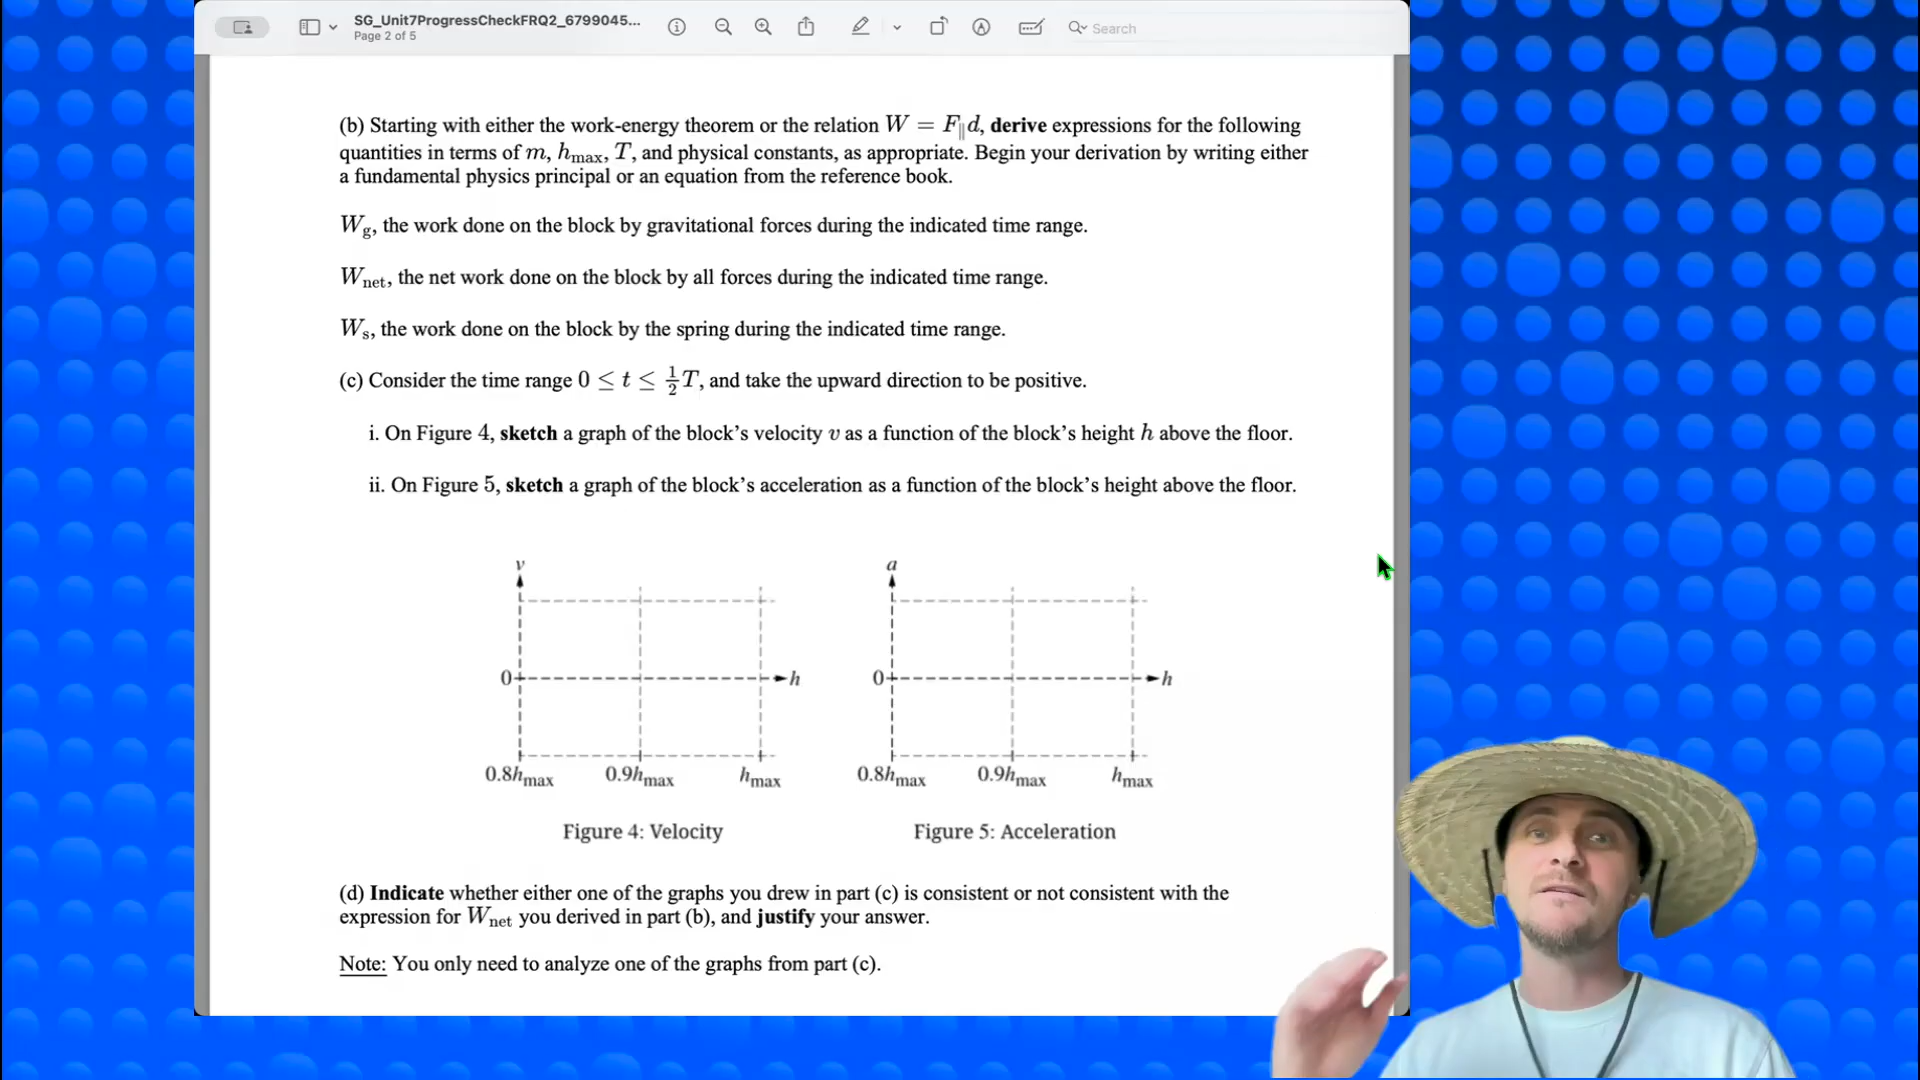 SG_Unit7ProgressCheckFRQ2_6799045...
Page 2 of 5
Search
(b) Starting with either the work-energy theorem or the relation W = F∥d, derive expressions for the following
quantities in terms of m, hmax, T, and physical constants, as appropriate. Begin your derivation by writing either
a fundamental physics principal or an equation from the reference book.
Wg, the work done on the block by gravitational forces during the indicated time range.
Wnet, the net work done on the block by all forces during the indicated time range.
Ws, the work done on the block by the spring during the indicated time range.
(c) Consider the time range 0 ≤ t ≤ 1/2 T, and take the upward direction to be positive.
i. On Figure 4, sketch a graph of the block's velocity v as a function of the block's height h above the floor.
ii. On Figure 5, sketch a graph of the block's acceleration as a function of the block's height above the floor.
v
0
h
0.8hmax 0.9hmax hmax
Figure 4: Velocity
a
0
h
0.8hmax 0.9hmax hmax
Figure 5: Acceleration
(d) Indicate whether either one of the graphs you drew in part (c) is consistent or not consistent with the
expression for Wnet you derived in part (b), and justify your answer.
Note: You only need to analyze one of the graphs from part (c).